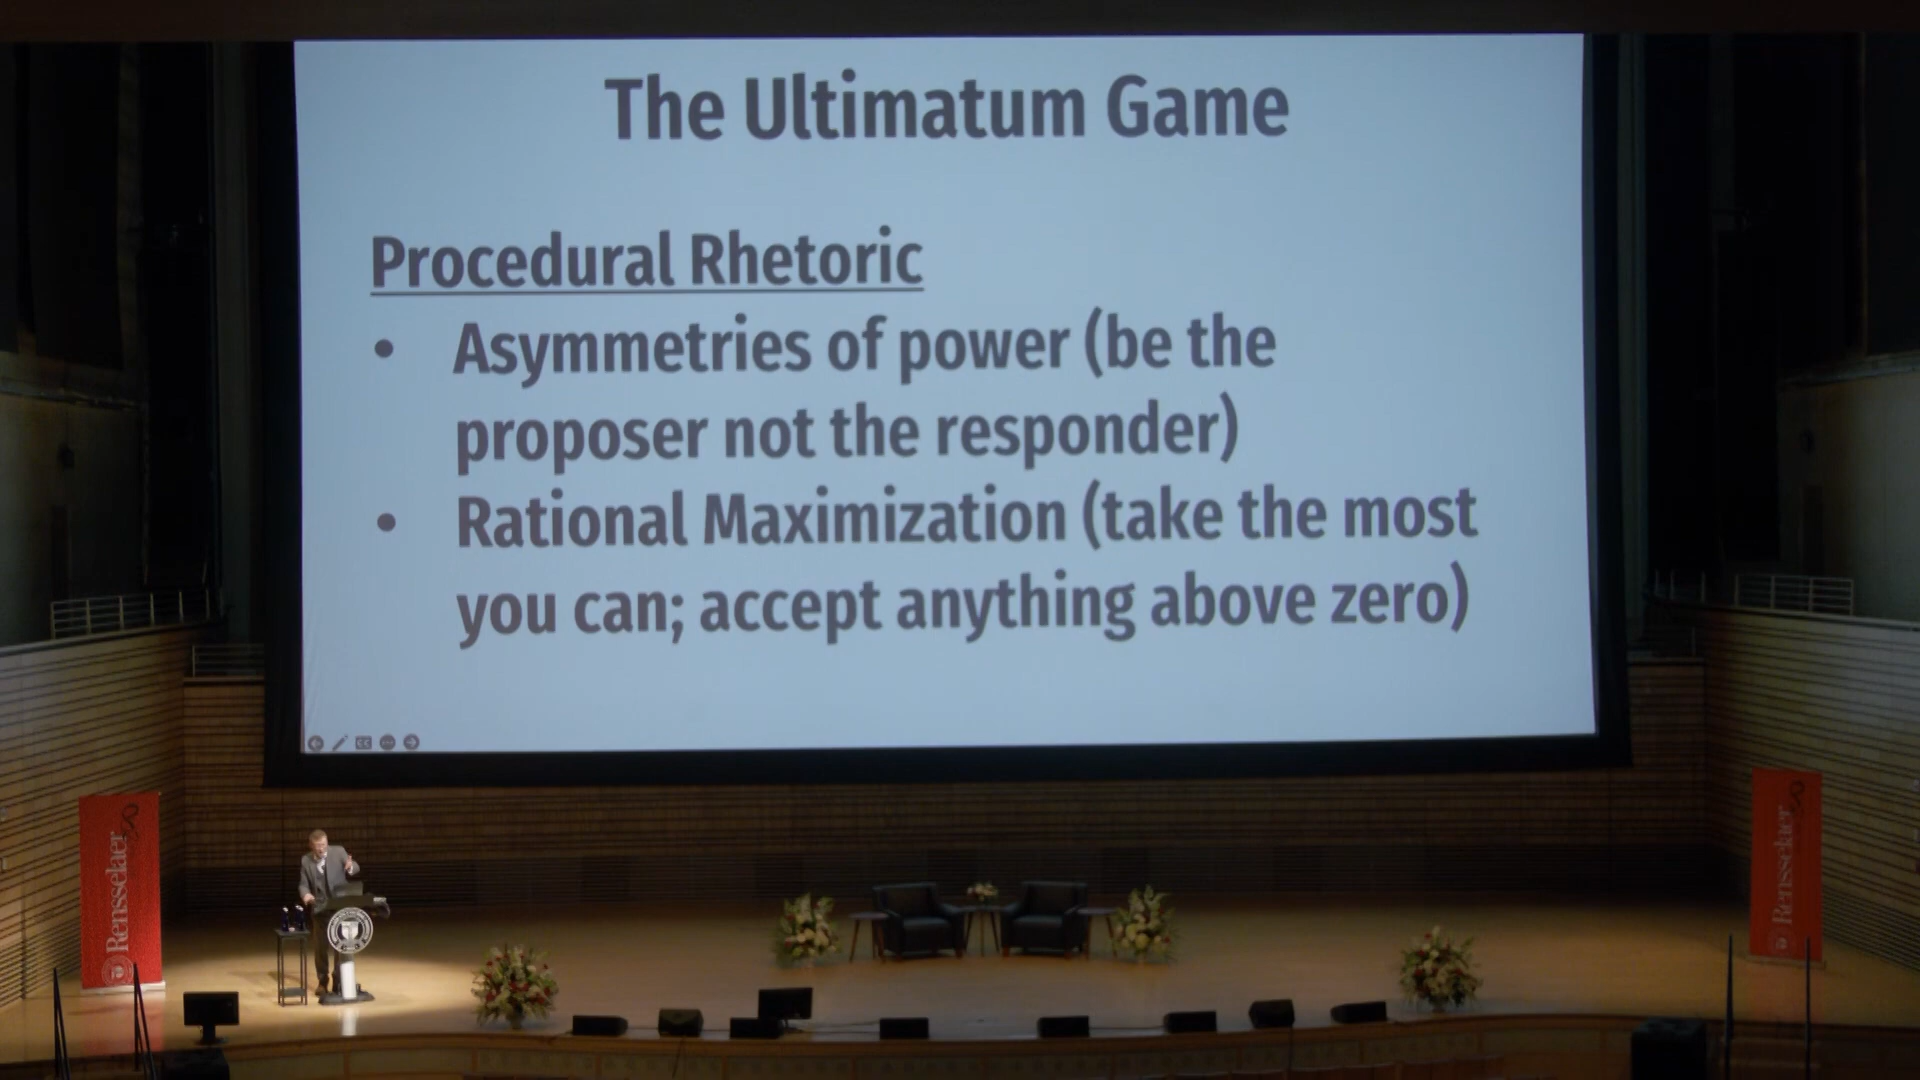 The Ultimatum Game
Procedural Rhetoric
• Asymmetries of power (be the
proposer not the responder)
• Rational Maximization (take the most
you can; accept anything above zero)
CC
Rensselaer
Rensselaer